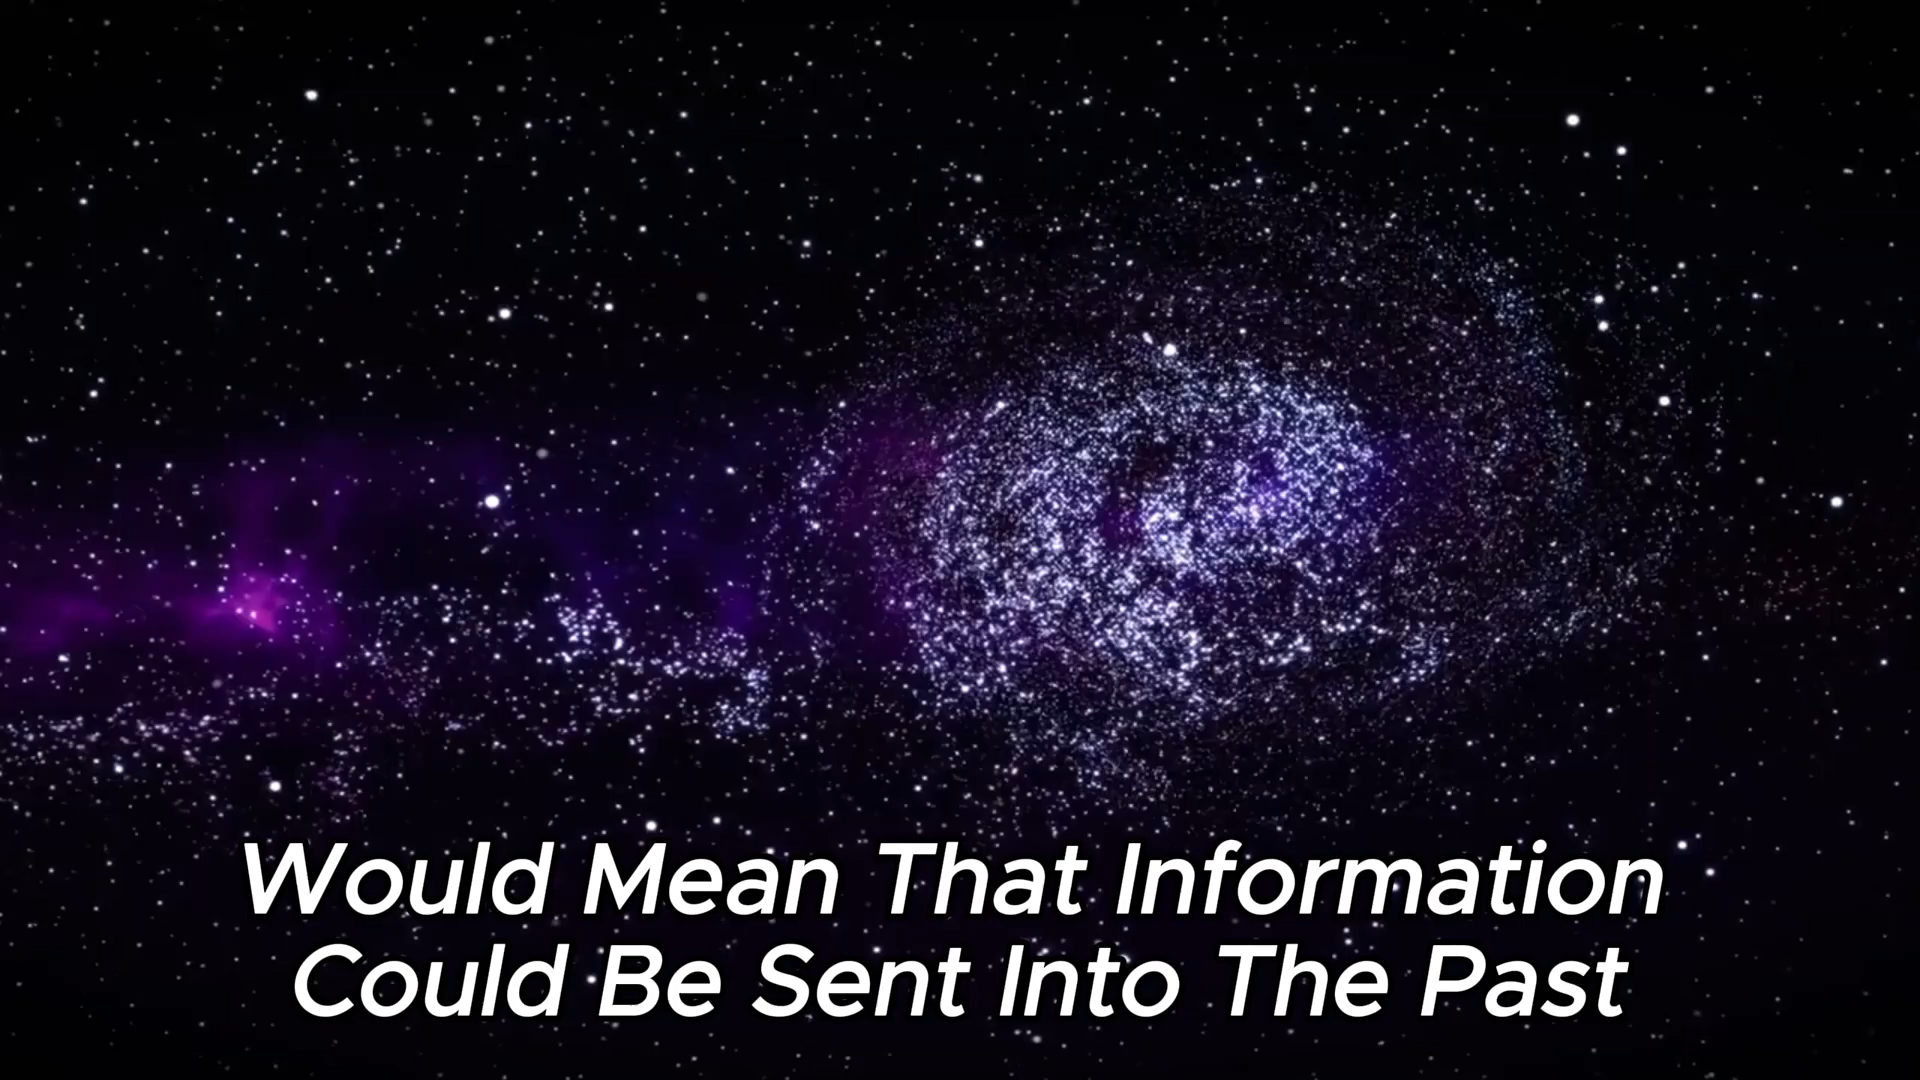 Would Mean That Information
Could Be Sent Into The Past